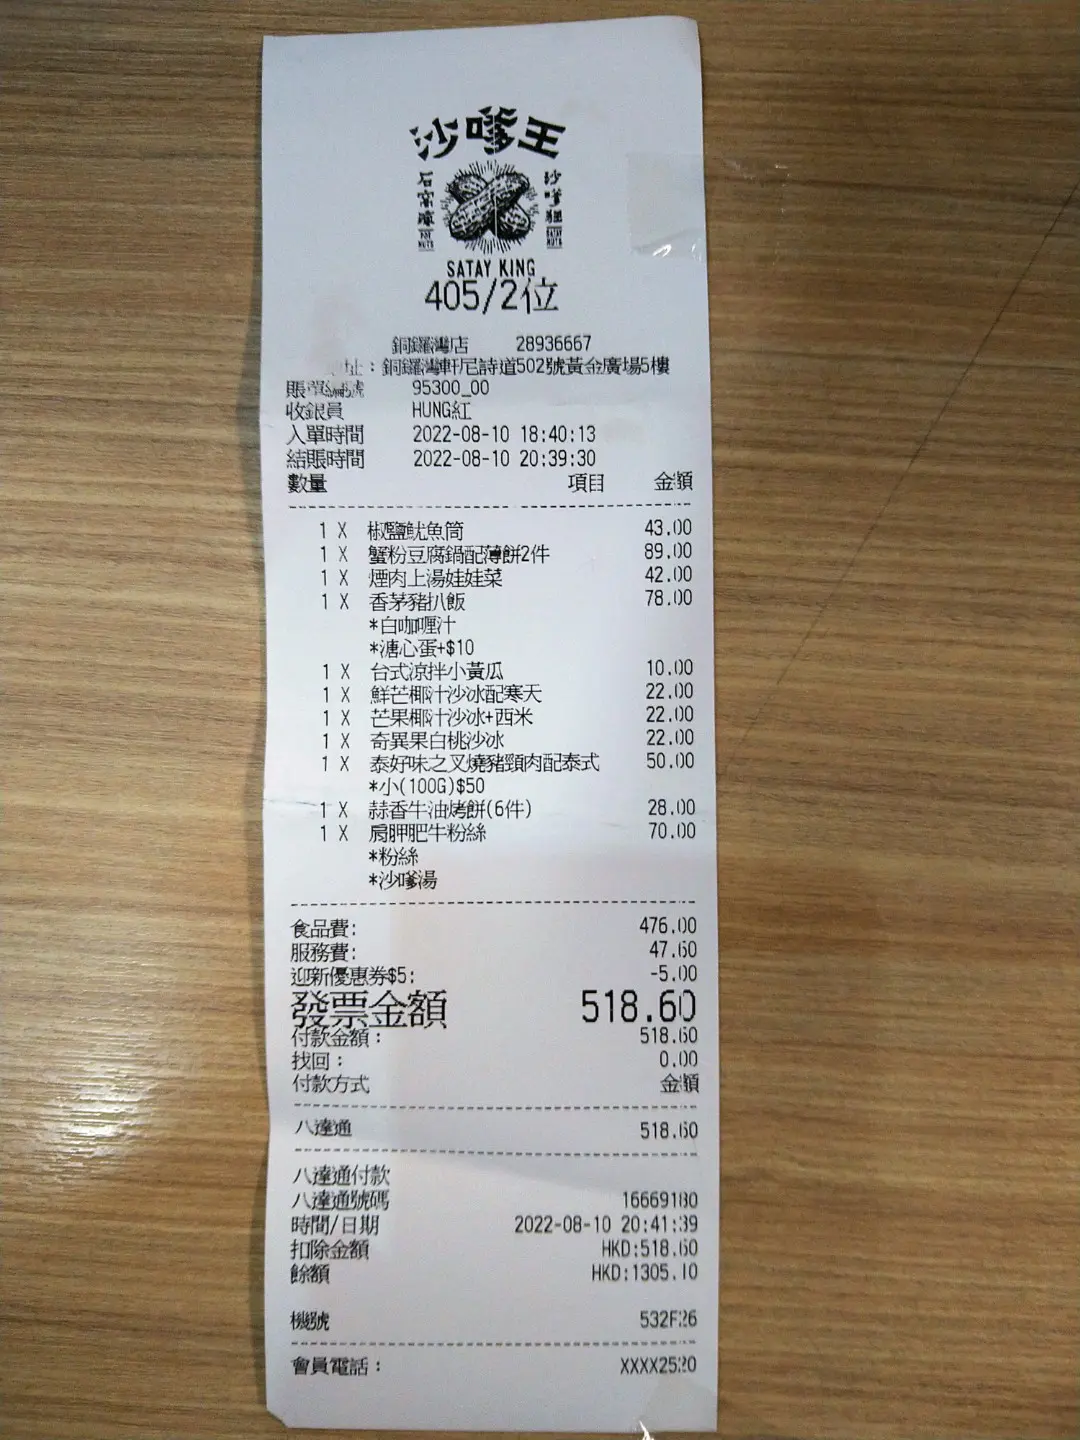 沙嗲王
石窩
沙嗲
SATAY KING
405/2位
銅鑼灣店 28936667
址：銅鑼灣軒尼詩道502號黃金廣場5樓
賬單編號 95300_00
收銀員 HUNG紅
入單時間 2022-08-10 18:40:13
結賬時間 2022-08-10 20:39:30
數量 項目 金額
1 X 椒鹽魷魚筒 43.00
1 X 蟹粉豆腐鍋配薄餅2件 89.00
1 X 煙肉上湯娃娃菜 42.00
1 X 香茅豬扒飯 78.00
*白咖喱汁
*溏心蛋+$10
1 X 台式涼拌小黃瓜 10.00
1 X 鮮芒椰汁沙冰配寒天 22.00
1 X 芒果椰汁沙冰+西米 22.00
1 X 奇異果白桃沙冰 22.00
1 X 泰好味之叉燒豬頸肉配泰式 50.00
*小(100G)$50
1 X 蒜香牛油烤餅(6件) 28.00
1 X 肩胛肥牛粉絲 70.00
*粉絲
*沙嗲湯
食品費: 476.00
服務費: 47.60
迎新優惠券$5: -5.00
發票金額 518.60
付款金額： 518.60
找回： 0.00
付款方式 金額
八達通 518.60
八達通付款
八達通號碼 16669180
時間/日期 2022-08-10 20:41:39
扣除金額 HKD:518.60
餘額 HKD:1305.10
機號 532F26
會員電話： XXXX2520